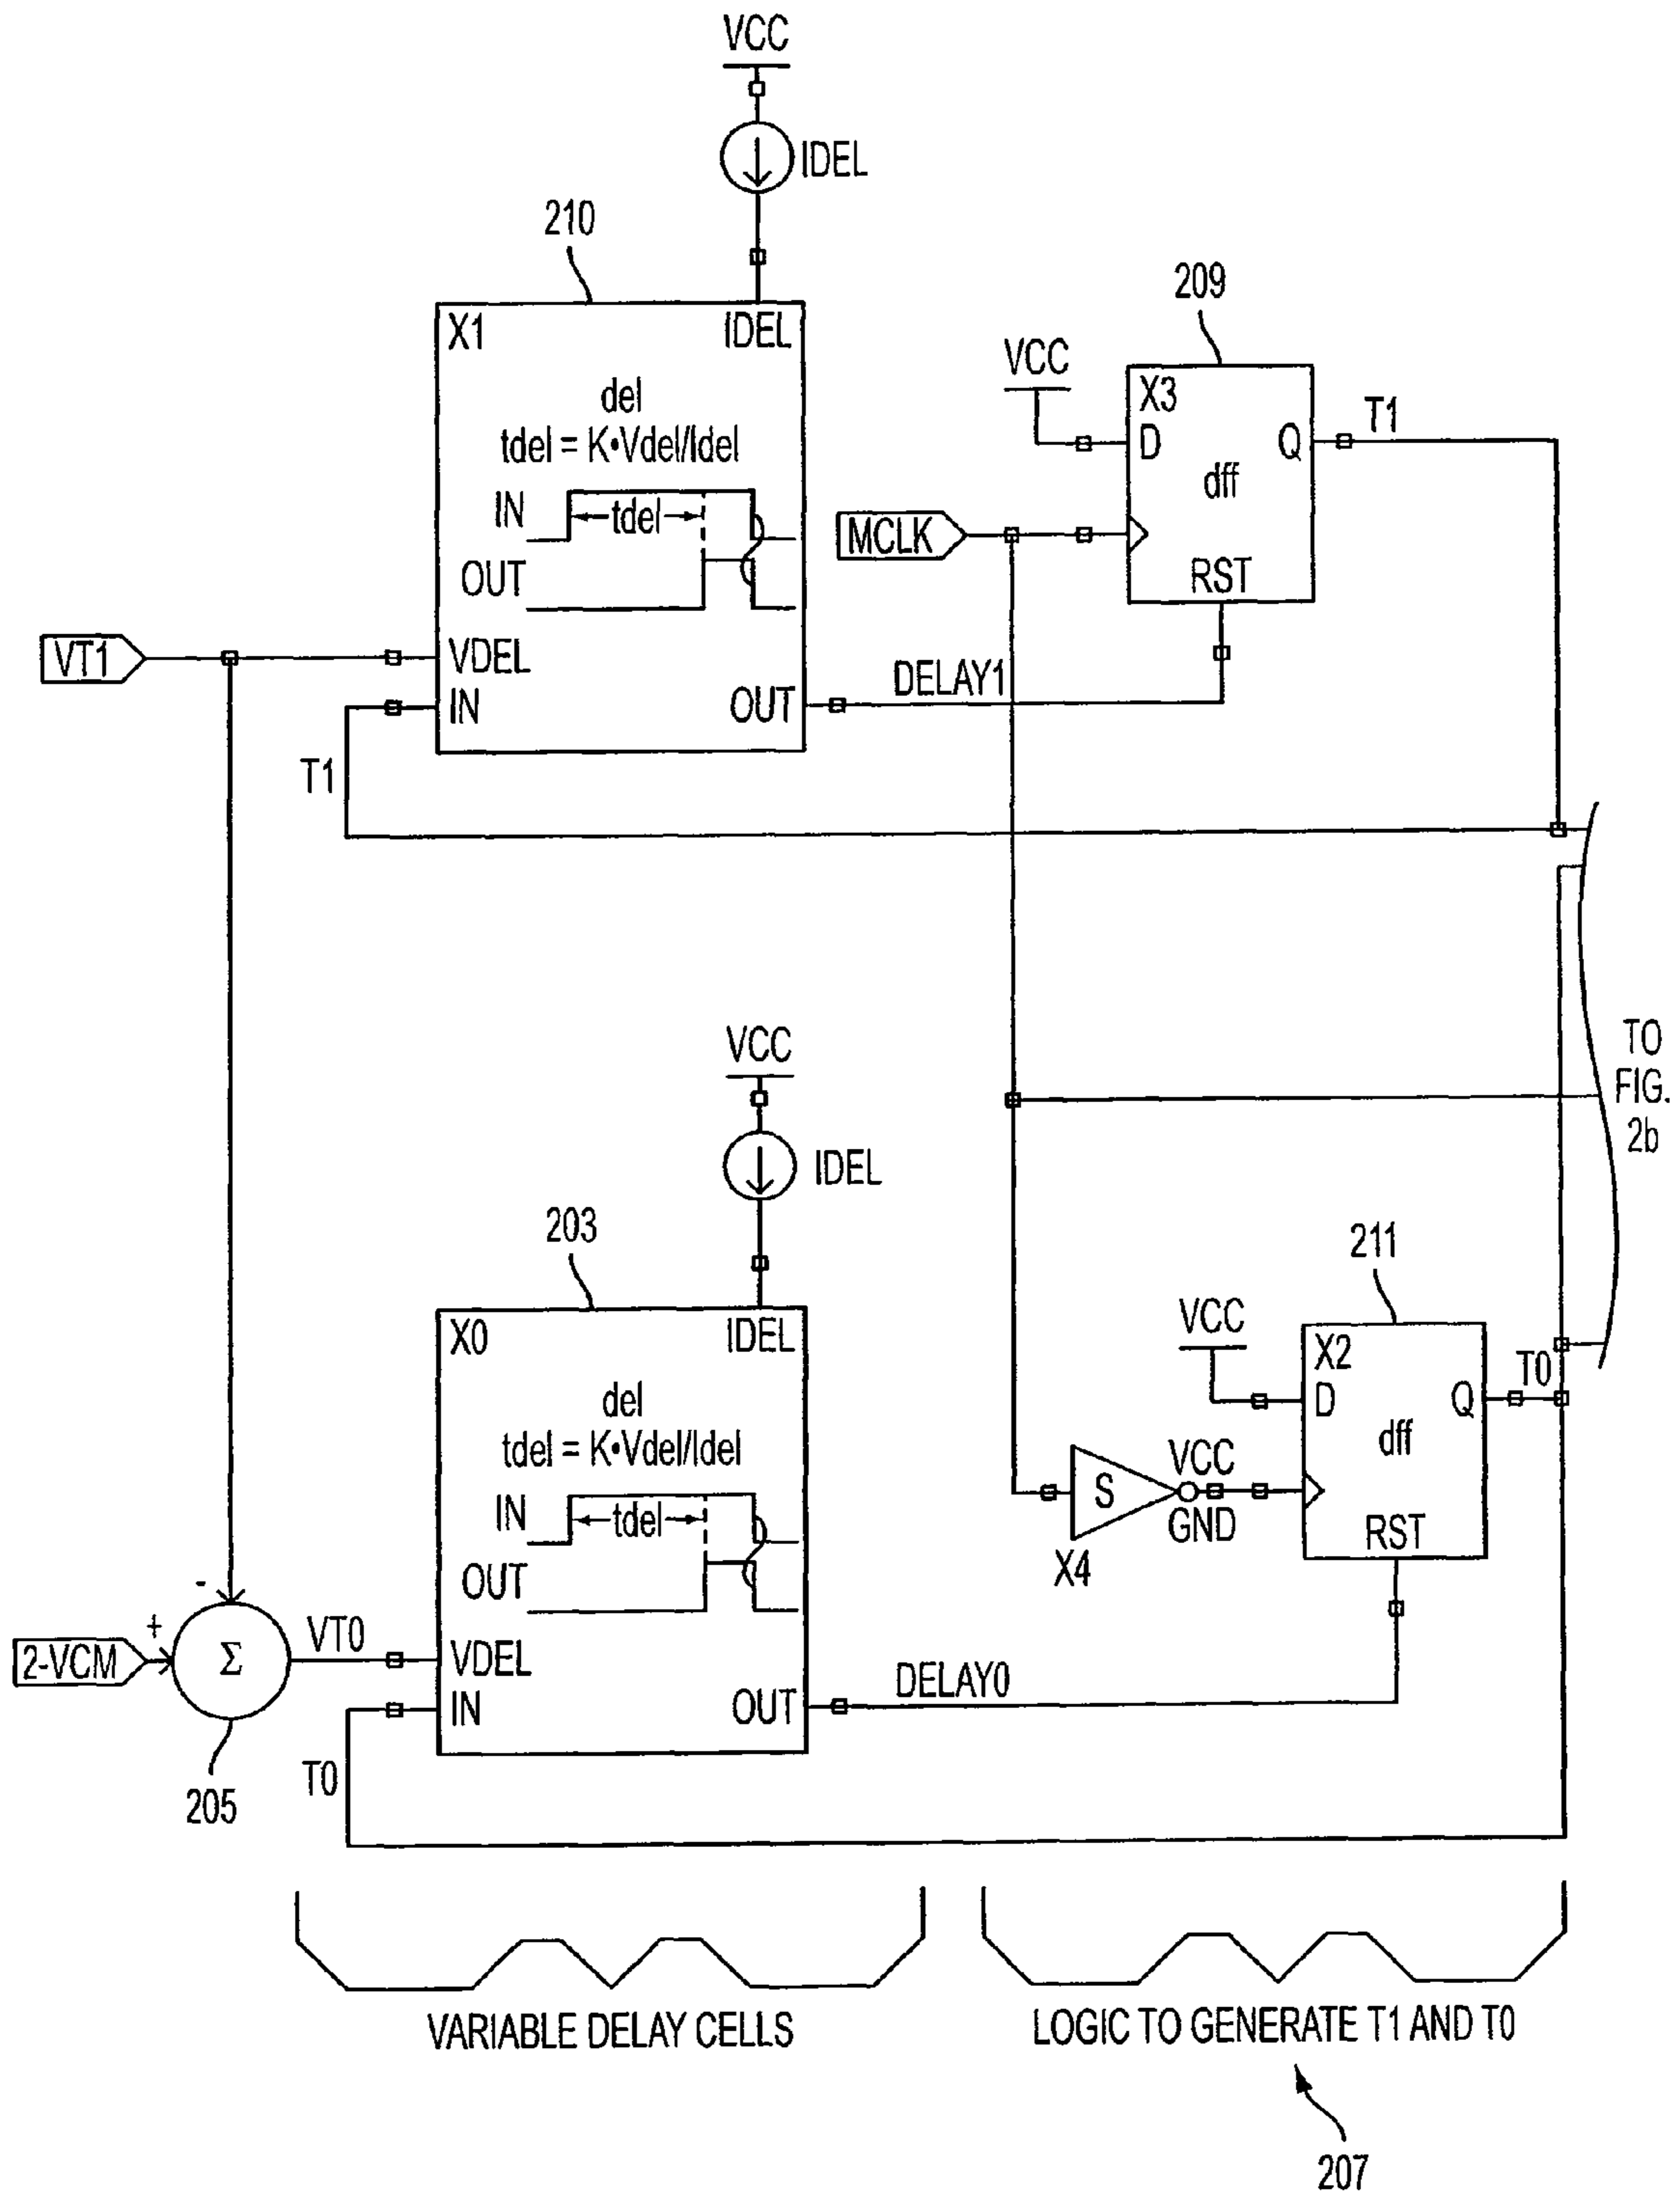 VCC
IDEL
210
X1 IDEL
del
tdel = K•Vdel/Idel
IN
tdel
OUT
VT1
VDEL
IN OUT
T1
DELAY1
209
VCC
X3
D Q
dff
RST
T1
MCLK
TO
FIG.
2b
VCC
IDEL
203
X0 IDEL
del
tdel = K•Vdel/Idel
IN
tdel
OUT
VDEL
IN OUT
T0
DELAY0
211
VCC
X2
D Q
dff
RST
T0
S
VCC
GND
X4
-
+
2-VCM
Σ
VT0
205
VARIABLE DELAY CELLS
LOGIC TO GENERATE T1 AND T0
207